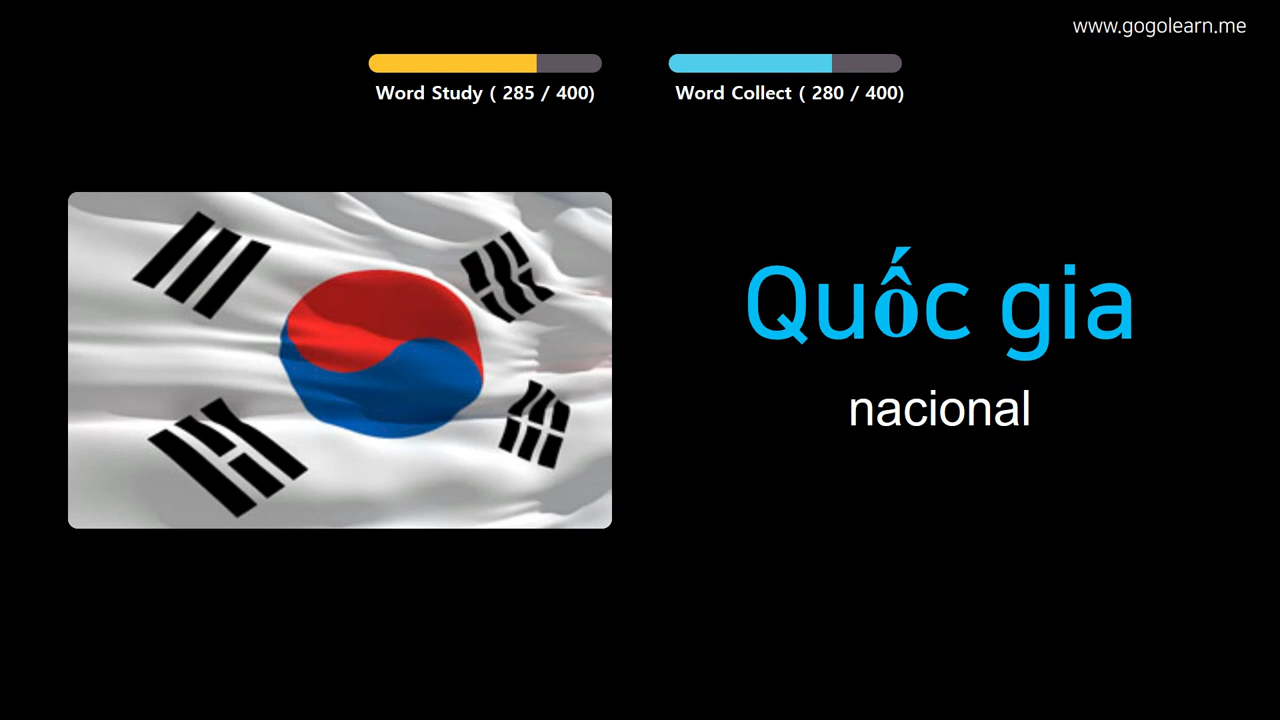 www.gogolearn.me
Word Study ( 285 / 400)
Word Collect ( 280 / 400)
Quốc gia
nacional